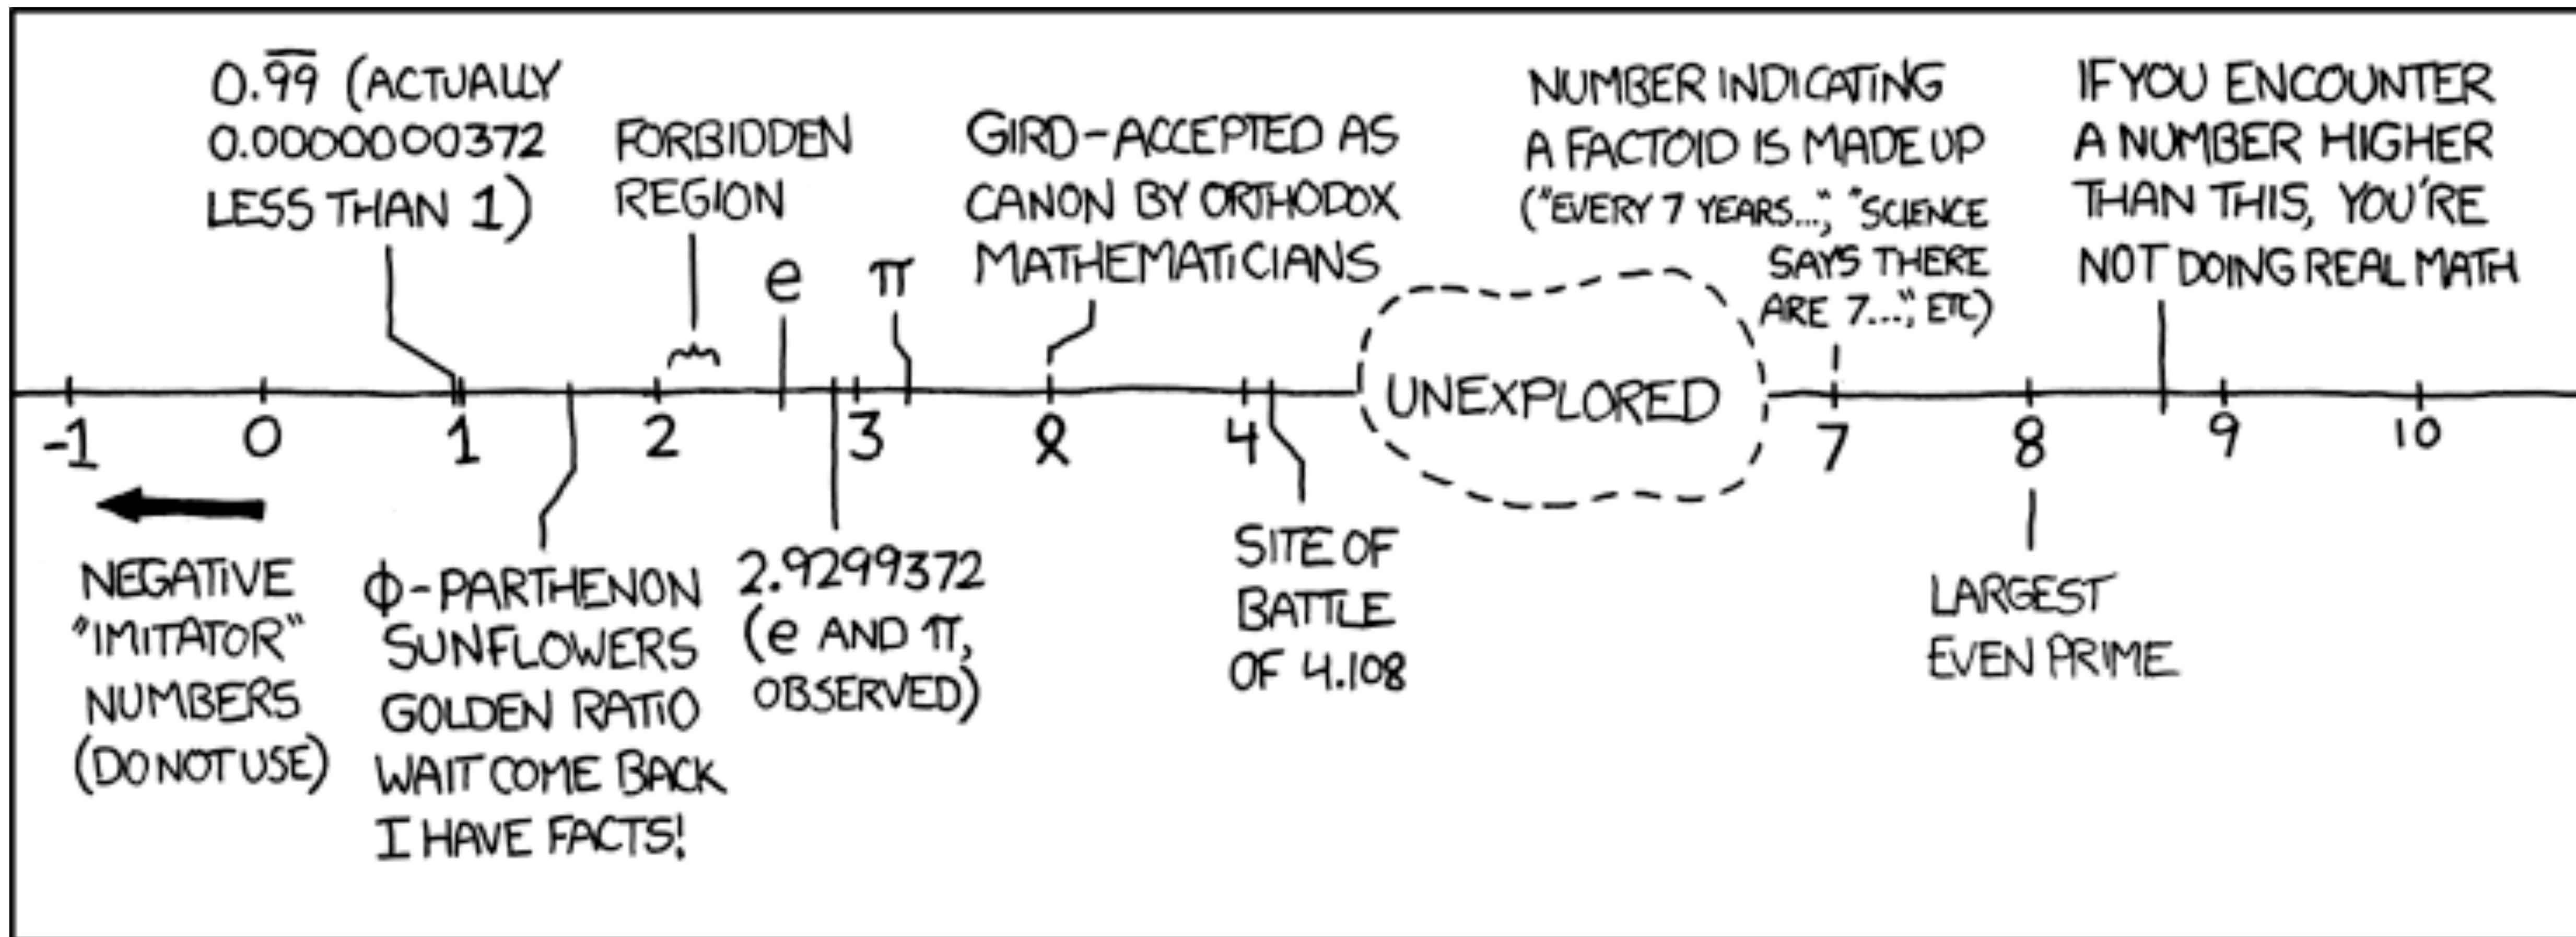 0.99 (ACTUALLY
0.0000000372
LESS THAN 1)
FORBIDDEN
REGION
e
π
GIRD-ACCEPTED AS
CANON BY ORTHODOX
MATHEMATICIANS
UNEXPLORED
NUMBER INDICATING
A FACTOID IS MADE UP
("EVERY 7 YEARS...", "SCIENCE
SAYS THERE
ARE 7...", ETC)
IF YOU ENCOUNTER
A NUMBER HIGHER
THAN THIS, YOU'RE
NOT DOING REAL MATH
-1 0 1 2 3 4 7 8 9 10
NEGATIVE
"IMITATOR"
NUMBERS
(DO NOT USE)
ϕ-PARTHENON
SUNFLOWERS
GOLDEN RATIO
WAIT COME BACK
I HAVE FACTS!
2.9299372
(e AND π,
OBSERVED)
SITE OF
BATTLE
OF 4.108
LARGEST
EVEN PRIME